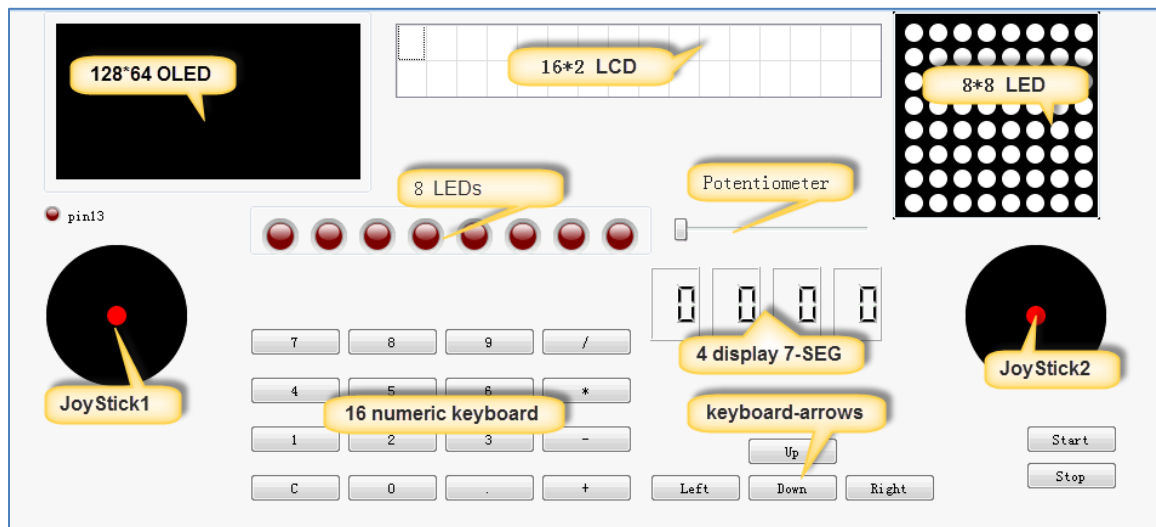 128*64 OLED
16*2 LCD
8*8 LED
8 LEDs
Potentiometer
pin13
0 0 0 0
4 display 7-SEG
JoyStick1
JoyStick2
7 8 9 /
4 5 6 *
16 numeric keyboard
keyboard-arrows
1 2 3 -
Up
Start
C 0 . +
Left Down Right
Stop